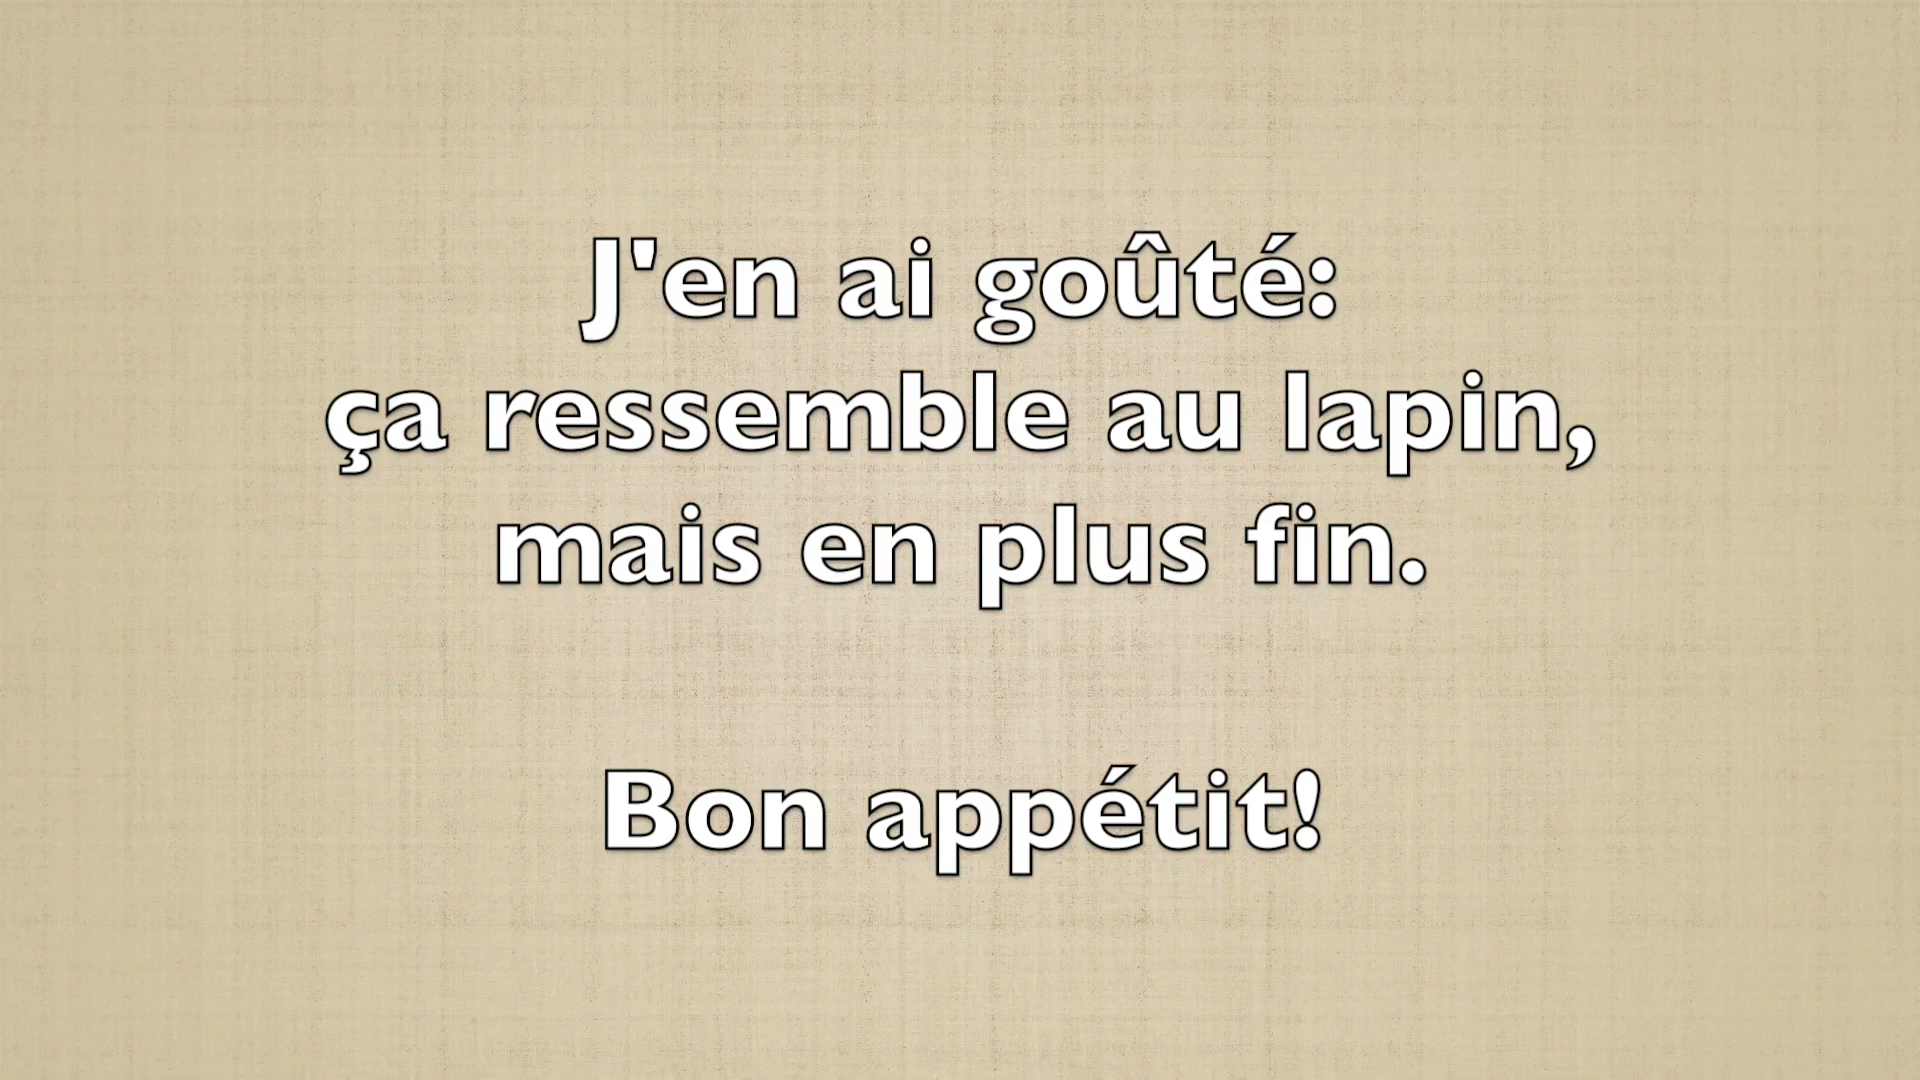 J'en ai goûté:
ça ressemble au lapin,
mais en plus fin.
Bon appétit!